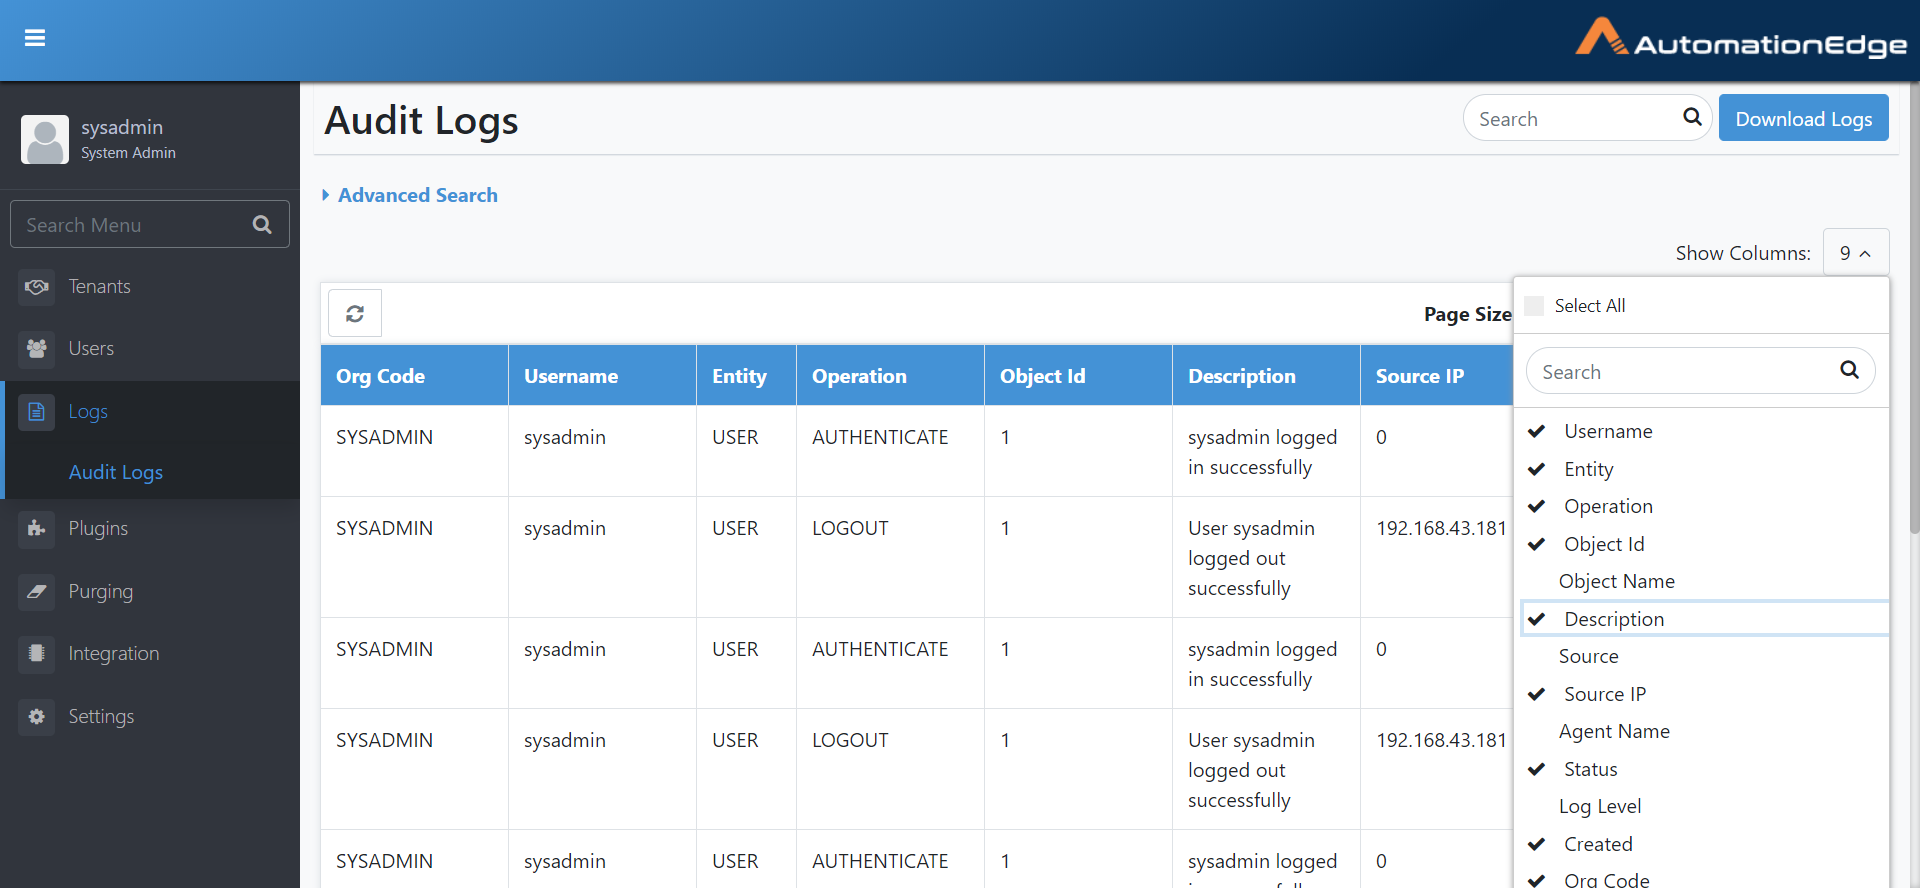 AutomationEdge
sysadmin
System Admin
Search Menu
Tenants
Users
Logs
Audit Logs
Plugins
Purging
Integration
Settings
Audit Logs
Search
Download Logs
Advanced Search
Show Columns: 9
Page Size
Org Code Username Entity Operation Object Id Description Source IP
SYSADMIN sysadmin USER AUTHENTICATE 1 sysadmin logged 0
in successfully
SYSADMIN sysadmin USER LOGOUT 1 User sysadmin 192.168.43.181
logged out
successfully
SYSADMIN sysadmin USER AUTHENTICATE 1 sysadmin logged 0
in successfully
SYSADMIN sysadmin USER LOGOUT 1 User sysadmin 192.168.43.181
logged out
successfully
SYSADMIN sysadmin USER AUTHENTICATE 1 sysadmin logged 0
Select All
Search
Username
Entity
Operation
Object Id
Object Name
Description
Source
Source IP
Agent Name
Status
Log Level
Created
Org Code